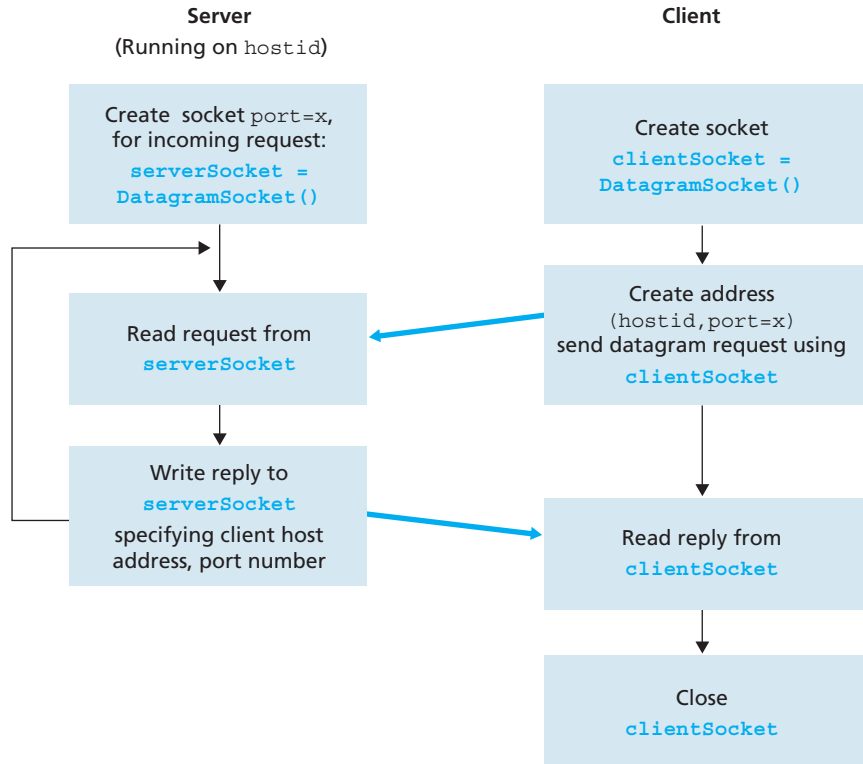 Server
(Running on hostid)
Create socket port=x,
for incoming request:
serverSocket =
DatagramSocket()
Read request from
serverSocket
Write reply to
serverSocket
specifying client host
address, port number
Client
Create socket
clientSocket =
DatagramSocket()
Create address
(hostid,port=x)
send datagram request using
clientSocket
Read reply from
clientSocket
Close
clientSocket